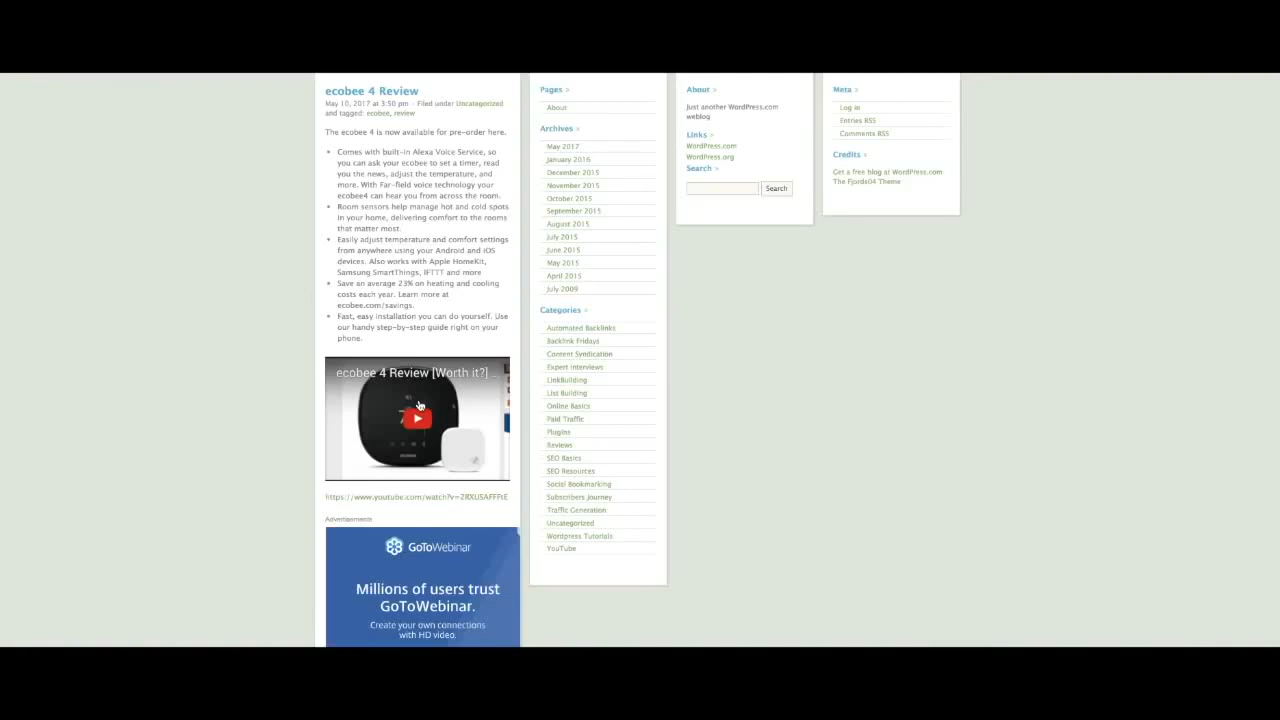 ecobee 4 Review
May 10, 2017 at 3:50 pm · Filed under Uncategorized
and tagged: ecobee, review
The ecobee 4 is now available for pre-order here.
Comes with built-in Alexa Voice Service, so
you can ask your ecobee to set a timer, read
you the news, adjust the temperature, and
more. With Far-field voice technology your
ecobee4 can hear you from across the room.
Room sensors help manage hot and cold spots
in your home, delivering comfort to the rooms
that matter most.
Easily adjust temperature and comfort settings
from anywhere using your Android and iOS
devices. Also works with Apple HomeKit,
Samsung SmartThings, IFTTT and more
Save an average 23% on heating and cooling
costs each year. Learn more at
ecobee.com/savings.
Fast, easy installation you can do yourself. Use
our handy step-by-step guide right on your
phone.
ecobee 4 Review [Worth it?] ...
Advertisements
GoToWebinar
Millions of users trust
GoToWebinar.
Create your own connections
with HD video.
Pages »
About
Archives »
May 2017
January 2016
December 2015
November 2015
October 2015
September 2015
August 2015
July 2015
June 2015
May 2015
April 2015
July 2009
Categories »
Automated Backlinks
Backlink Fridays
Content Syndication
Expert Interviews
LinkBuilding
List Building
Online Basics
Paid Traffic
Plugins
Reviews
SEO Basics
SEO Resources
Social Bookmarking
Subscribers Journey
Traffic Generation
Uncategorized
Wordpress Tutorials
YouTube
About »
Just another WordPress.com
weblog
Links »
WordPress.com
WordPress.org
Search »
Search
Meta »
Log in
Entries RSS
Comments RSS
Credits »
Get a free blog at WordPress.com
The Fjords04 Theme